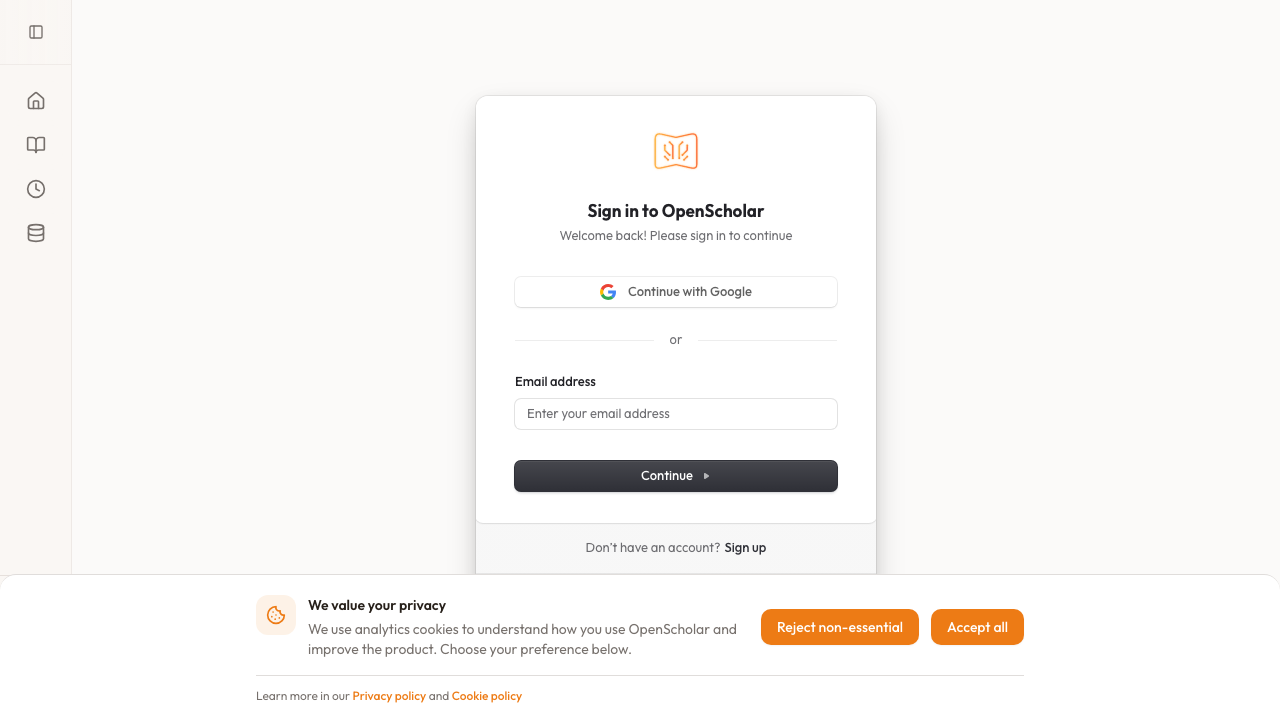 Sign in to OpenScholar
Welcome back! Please sign in to continue
Continue with Google
or
Email address
Enter your email address
Continue
Don't have an account? Sign up
We value your privacy
We use analytics cookies to understand how you use OpenScholar and
improve the product. Choose your preference below.
Reject non-essential
Accept all
Learn more in our Privacy policy and Cookie policy